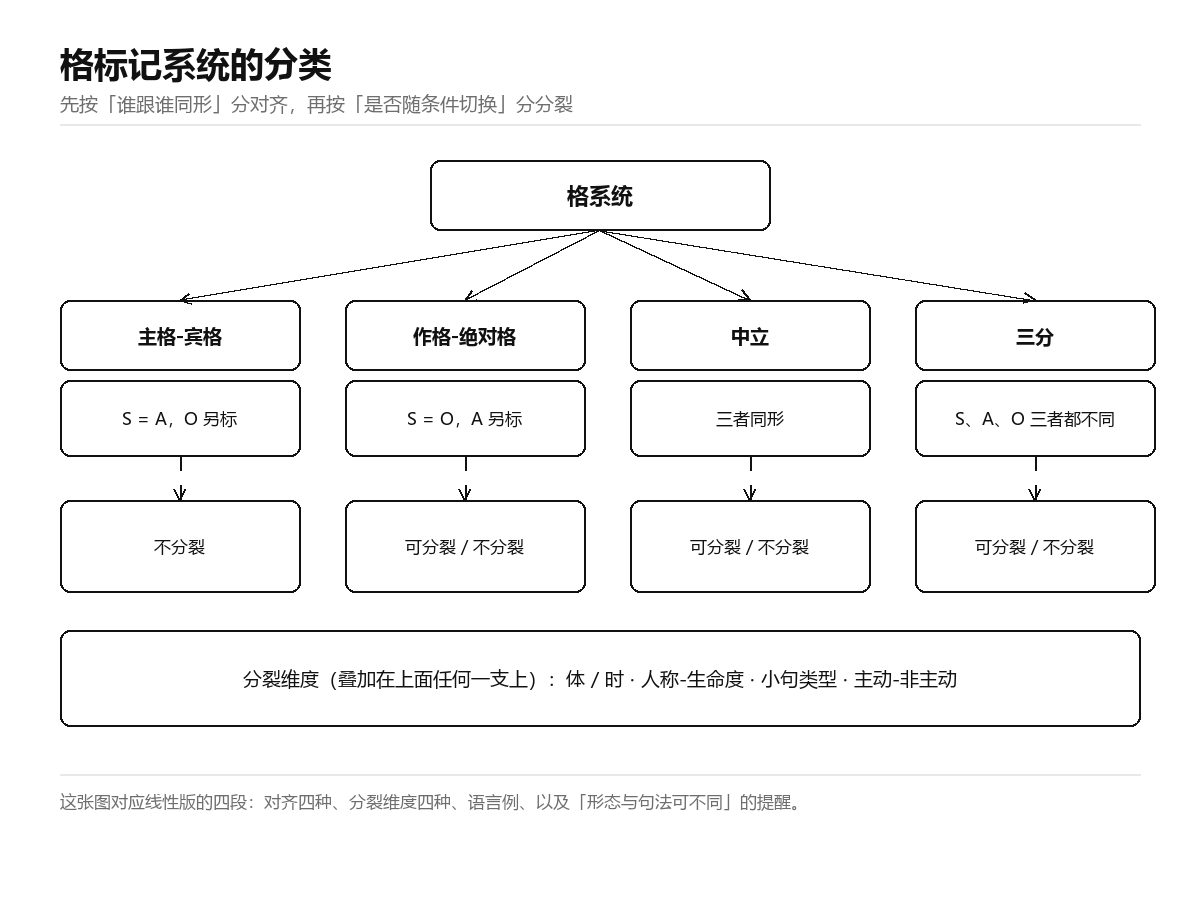 格标记系统的分类
先按「谁跟谁同形」分对齐，再按「是否随条件切换」分分裂
格系统
主格-宾格
作格-绝对格
中立
三分
S = A，O 另标
S = O，A 另标
三者同形
S、A、O 三者都不同
不分裂
可分裂 / 不分裂
可分裂 / 不分裂
可分裂 / 不分裂
分裂维度（叠加在上面任何一支上）：体 / 时 · 人称-生命度 · 小句类型 · 主动-非主动
这张图对应线性版的四段：对齐四种、分裂维度四种、语言例、以及「形态与句法可不同」的提醒。